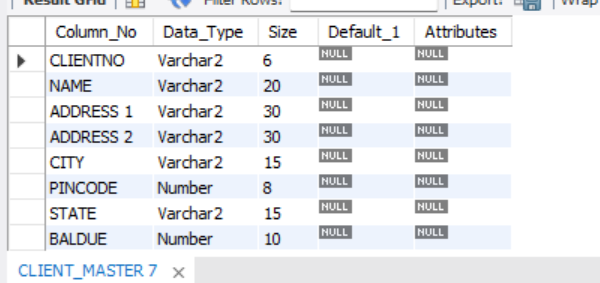 Result Grid Filter Rows: Export: Wrap
Column_No Data_Type Size Default_1 Attributes
CLIENTNO Varchar2 6 NULL NULL
NAME Varchar2 20 NULL NULL
ADDRESS 1 Varchar2 30 NULL NULL
ADDRESS 2 Varchar2 30 NULL NULL
CITY Varchar2 15 NULL NULL
PINCODE Number 8 NULL NULL
STATE Varchar2 15 NULL NULL
BALDUE Number 10 NULL NULL
CLIENT_MASTER 7